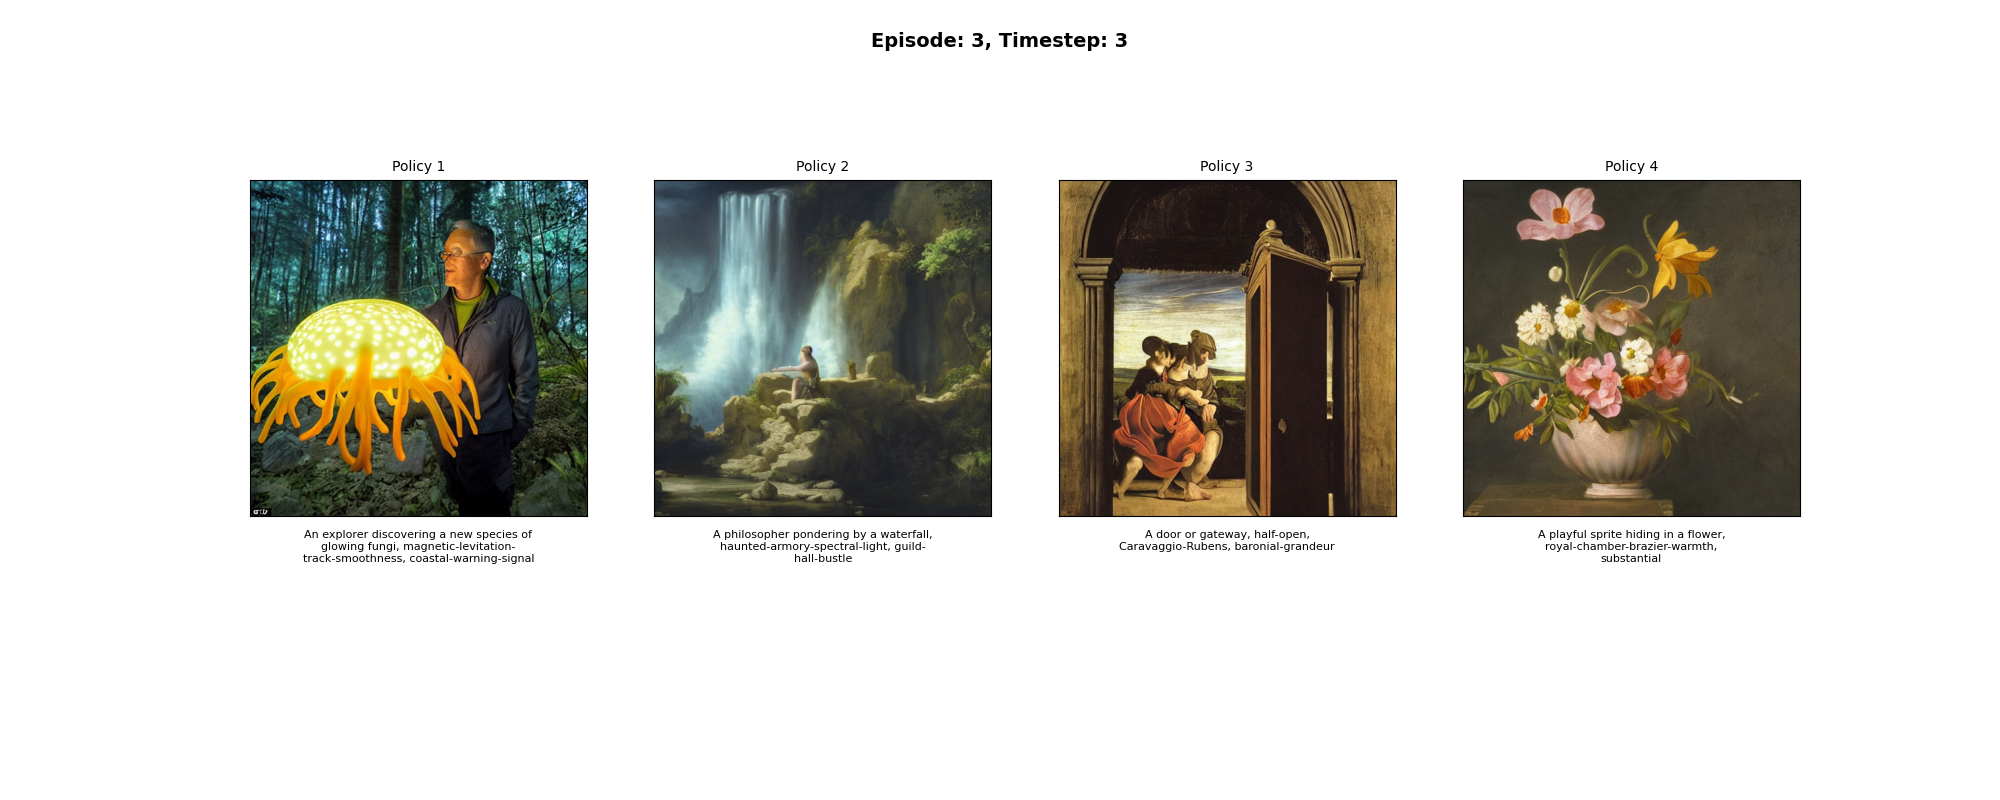 Episode: 3, Timestep: 3
Policy 1
Policy 2
Policy 3
Policy 4
An explorer discovering a new species of
glowing fungi, magnetic-levitation-
track-smoothness, coastal-warning-signal
A philosopher pondering by a waterfall,
haunted-armory-spectral-light, guild-
hall-bustle
A door or gateway, half-open,
Caravaggio-Rubens, baronial-grandeur
A playful sprite hiding in a flower,
royal-chamber-brazier-warmth,
substantial